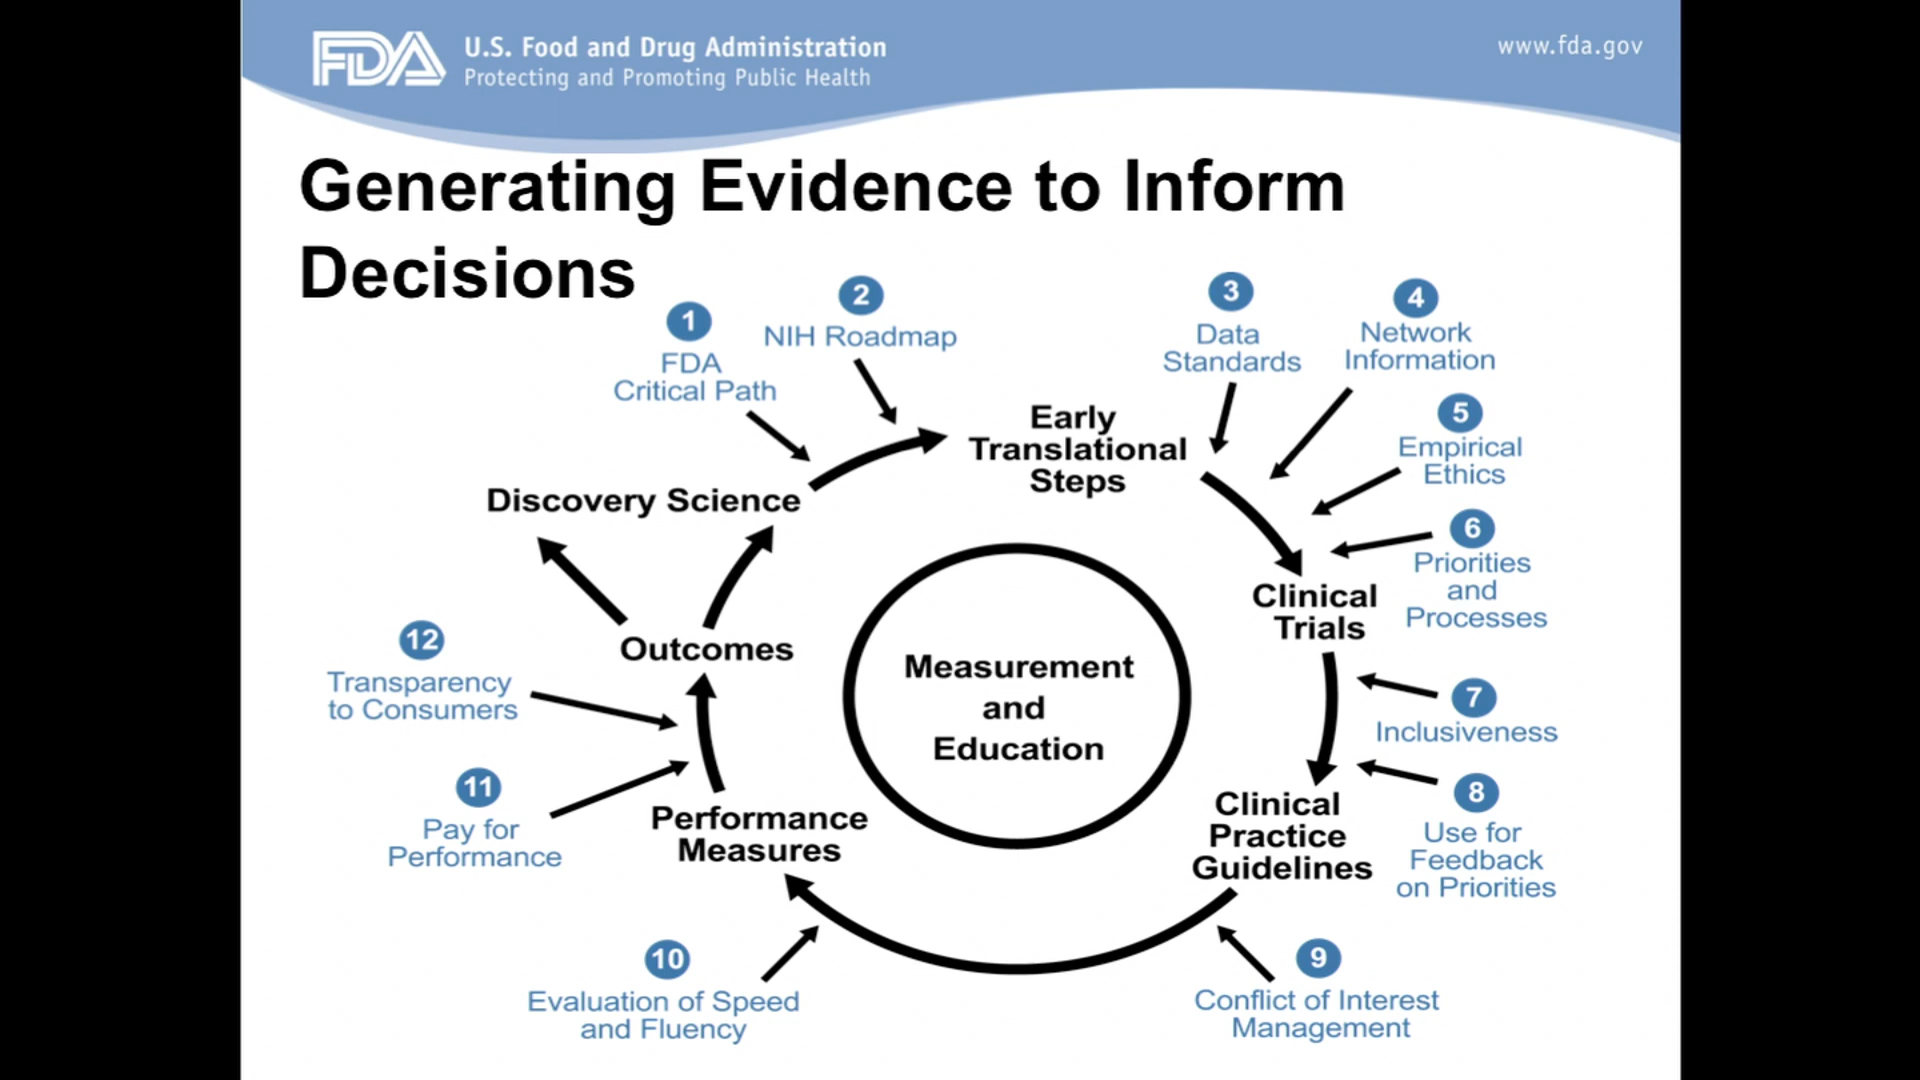 FDA
U.S. Food and Drug Administration
Protecting and Promoting Public Health
www.fda.gov
Generating Evidence to Inform
Decisions
1
FDA
Critical Path
2
NIH Roadmap
3
Data
Standards
4
Network
Information
5
Empirical
Ethics
6
Priorities
and
Processes
7
Inclusiveness
8
Use for
Feedback
on Priorities
9
Conflict of Interest
Management
10
Evaluation of Speed
and Fluency
11
Pay for
Performance
12
Transparency
to Consumers
Discovery Science
Early
Translational
Steps
Clinical
Trials
Clinical
Practice
Guidelines
Performance
Measures
Outcomes
Measurement
and
Education